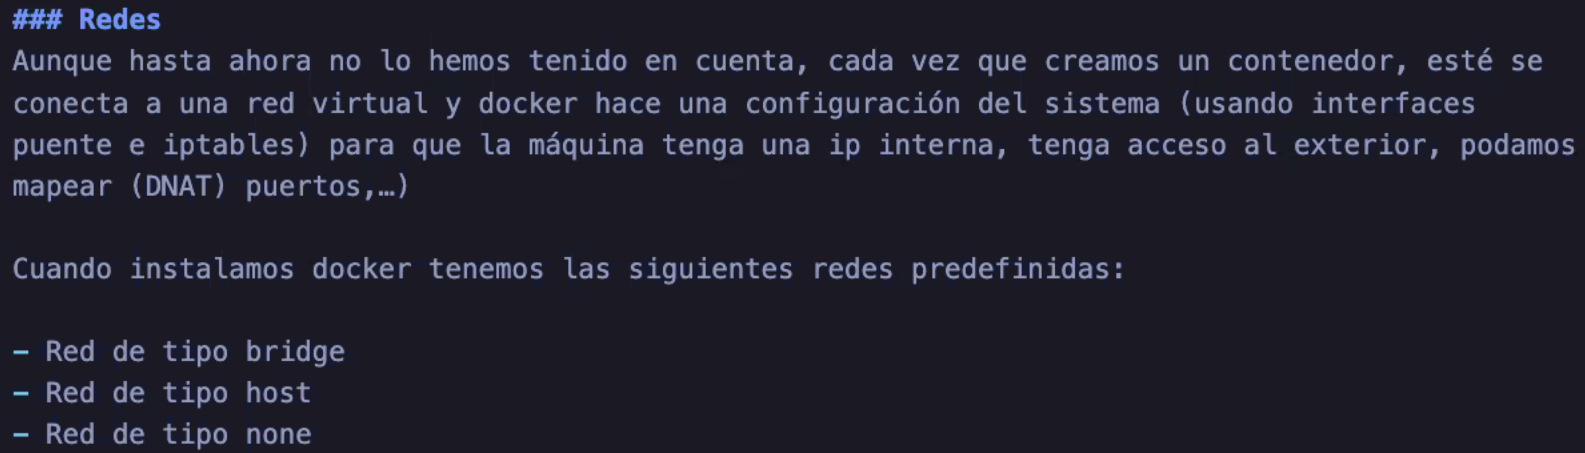 ### Redes
Aunque hasta ahora no lo hemos tenido en cuenta, cada vez que creamos un contenedor, esté se
conecta a una red virtual y docker hace una configuración del sistema (usando interfaces
puente e iptables) para que la máquina tenga una ip interna, tenga acceso al exterior, podamos
mapear (DNAT) puertos,…)
Cuando instalamos docker tenemos las siguientes redes predefinidas:
- Red de tipo bridge
- Red de tipo host
- Red de tipo none